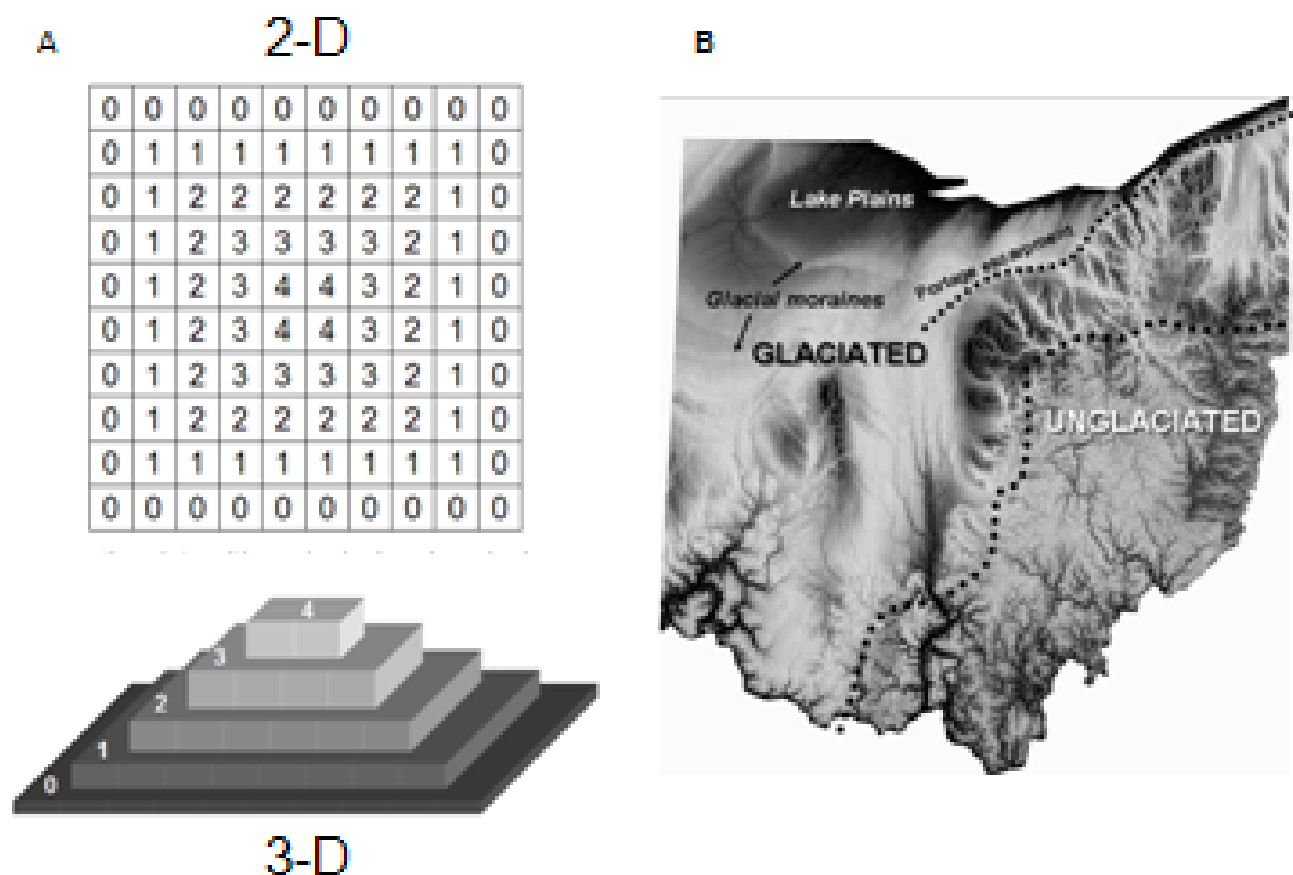 A
2-D
0 0 0 0 0 0 0 0 0 0
0 1 1 1 1 1 1 1 1 0
0 1 2 2 2 2 2 2 1 0
0 1 2 3 3 3 3 2 1 0
0 1 2 3 4 4 3 2 1 0
0 1 2 3 4 4 3 2 1 0
0 1 2 3 3 3 3 2 1 0
0 1 2 2 2 2 2 2 1 0
0 1 1 1 1 1 1 1 1 0
0 0 0 0 0 0 0 0 0 0
4
3
2
1
0
3-D
B
Lake Plains
Portage escarpment
Glacial moraines
GLACIATED
UNGLACIATED